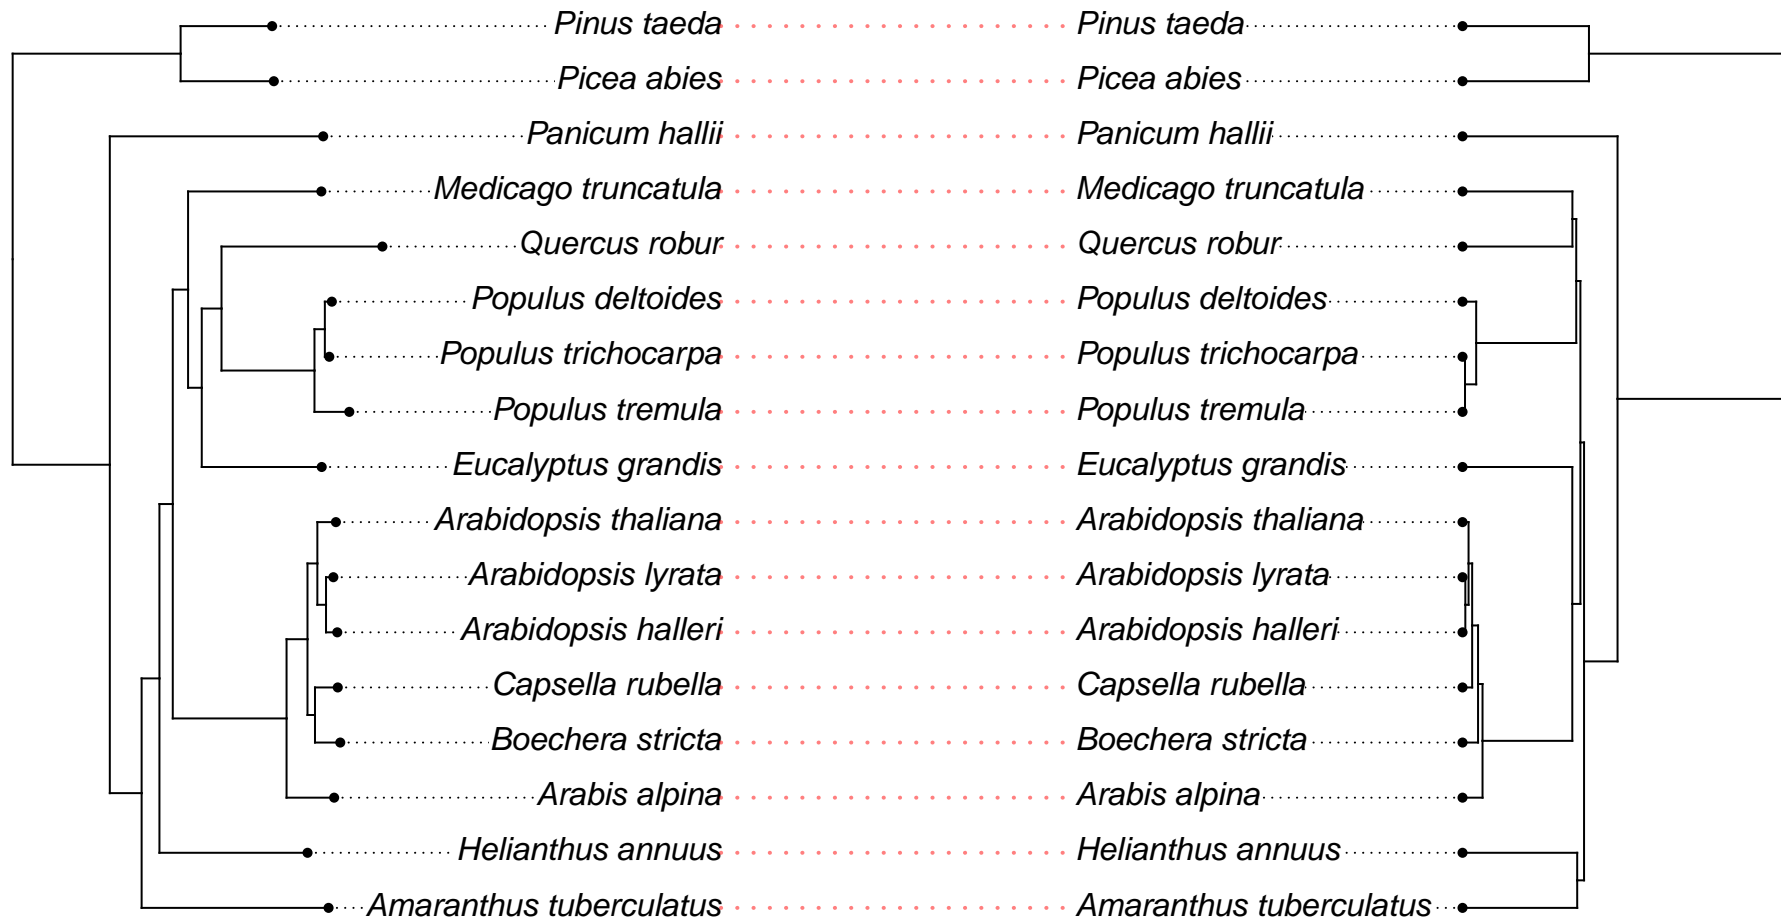 Pinus taeda Pinus taeda
Picea abies Picea abies
Panicum hallii Panicum hallii
Medicago truncatula Medicago truncatula
Quercus robur Quercus robur
Populus deltoides Populus deltoides
Populus trichocarpa Populus trichocarpa
Populus tremula Populus tremula
Eucalyptus grandis Eucalyptus grandis
Arabidopsis thaliana Arabidopsis thaliana
Arabidopsis lyrata Arabidopsis lyrata
Arabidopsis halleri Arabidopsis halleri
Capsella rubella Capsella rubella
Boechera stricta Boechera stricta
Arabis alpina Arabis alpina
Helianthus annuus Helianthus annuus
Amaranthus tuberculatus Amaranthus tuberculatus